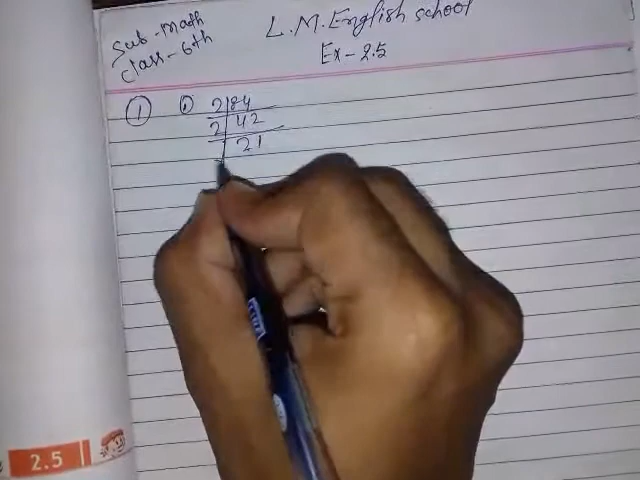 Sub - Math
Class - 6th
L.M. English school
Ex - 2.5
① 2|84
2|42
21
2.5